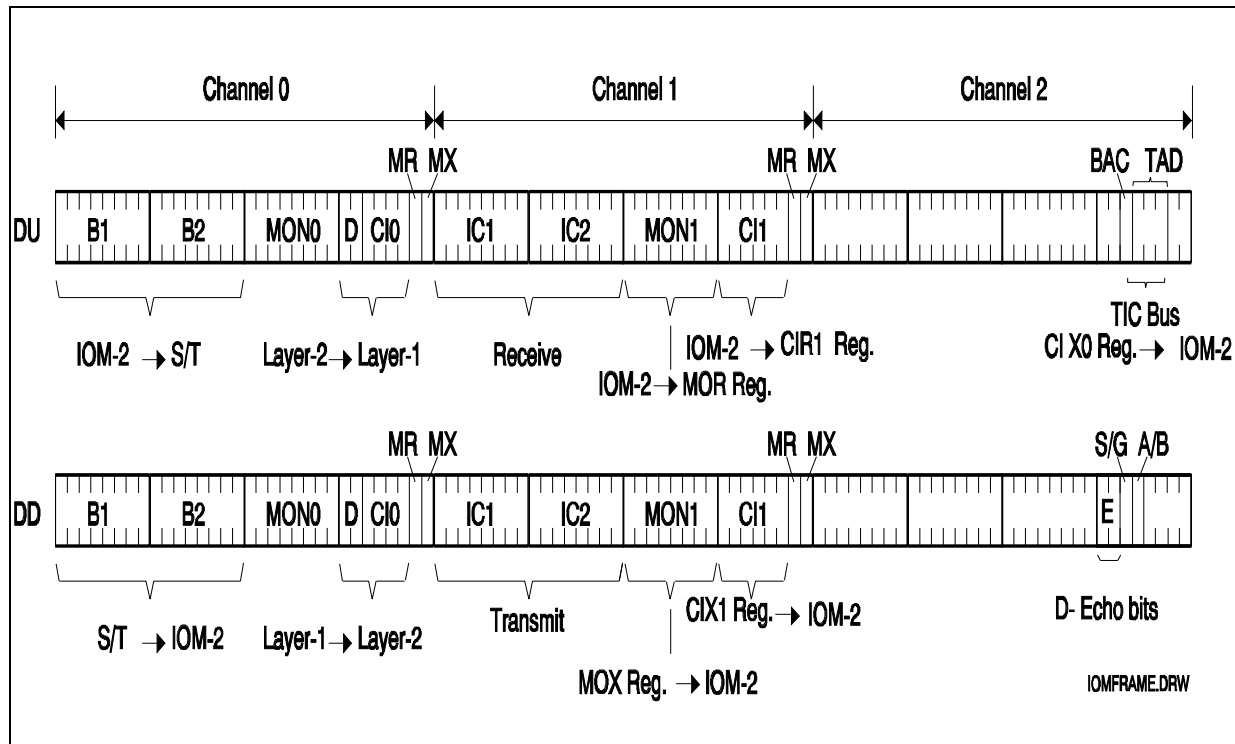 Channel 0 Channel 1 Channel 2
MR MX MR MX BAC TAD
DU B1 B2 MON0 D CI0 IC1 IC2 MON1 CI1
IOM-2 → S/T Layer-2 → Layer-1 Receive IOM-2 → CIR1 Reg. TIC Bus
IOM-2 → MOR Reg. CI X0 Reg. → IOM-2
MR MX MR MX S/G A/B
DD B1 B2 MON0 D CI0 IC1 IC2 MON1 CI1 E
S/T → IOM-2 Layer-1 → Layer-2 Transmit CIX1 Reg. → IOM-2 D- Echo bits
MOX Reg. → IOM-2 IOMFRAME.DRW